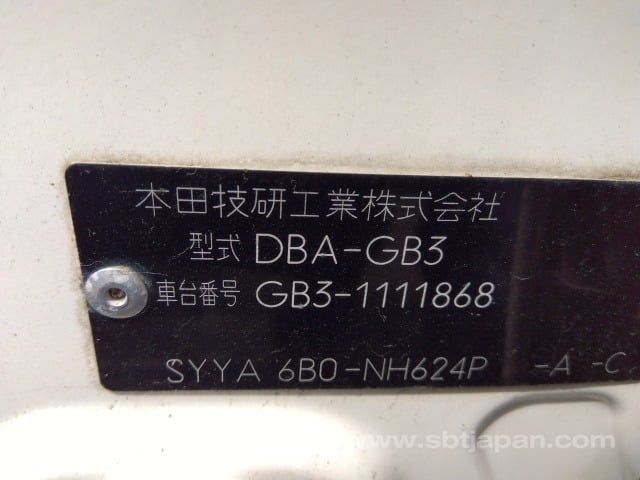 本田技研工業株式会社
型式 DBA-GB3
車台番号 GB3-1111868
SYYA 6B0-NH624P -A -C
www.sbtjapan.com